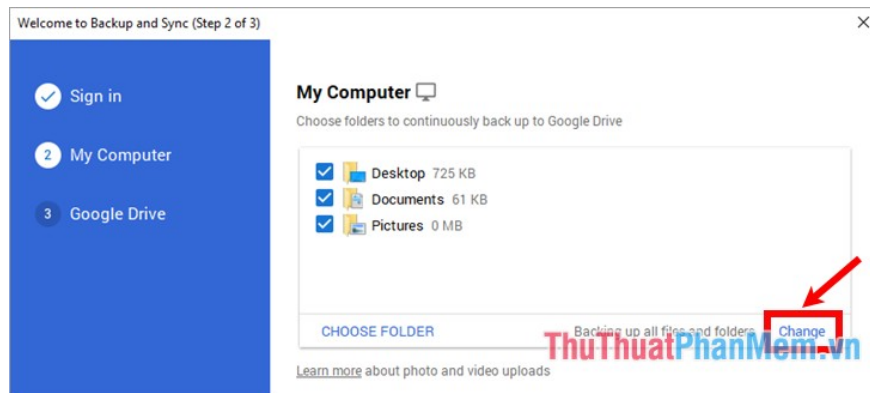 Welcome to Backup and Sync (Step 2 of 3)
Sign in
2 My Computer
3 Google Drive
My Computer
Choose folders to continuously back up to Google Drive
Desktop 725 KB
Documents 61 KB
Pictures 0 MB
CHOOSE FOLDER Backing up all files and folders Change
ThuThuatPhanMem.vn
Learn more about photo and video uploads